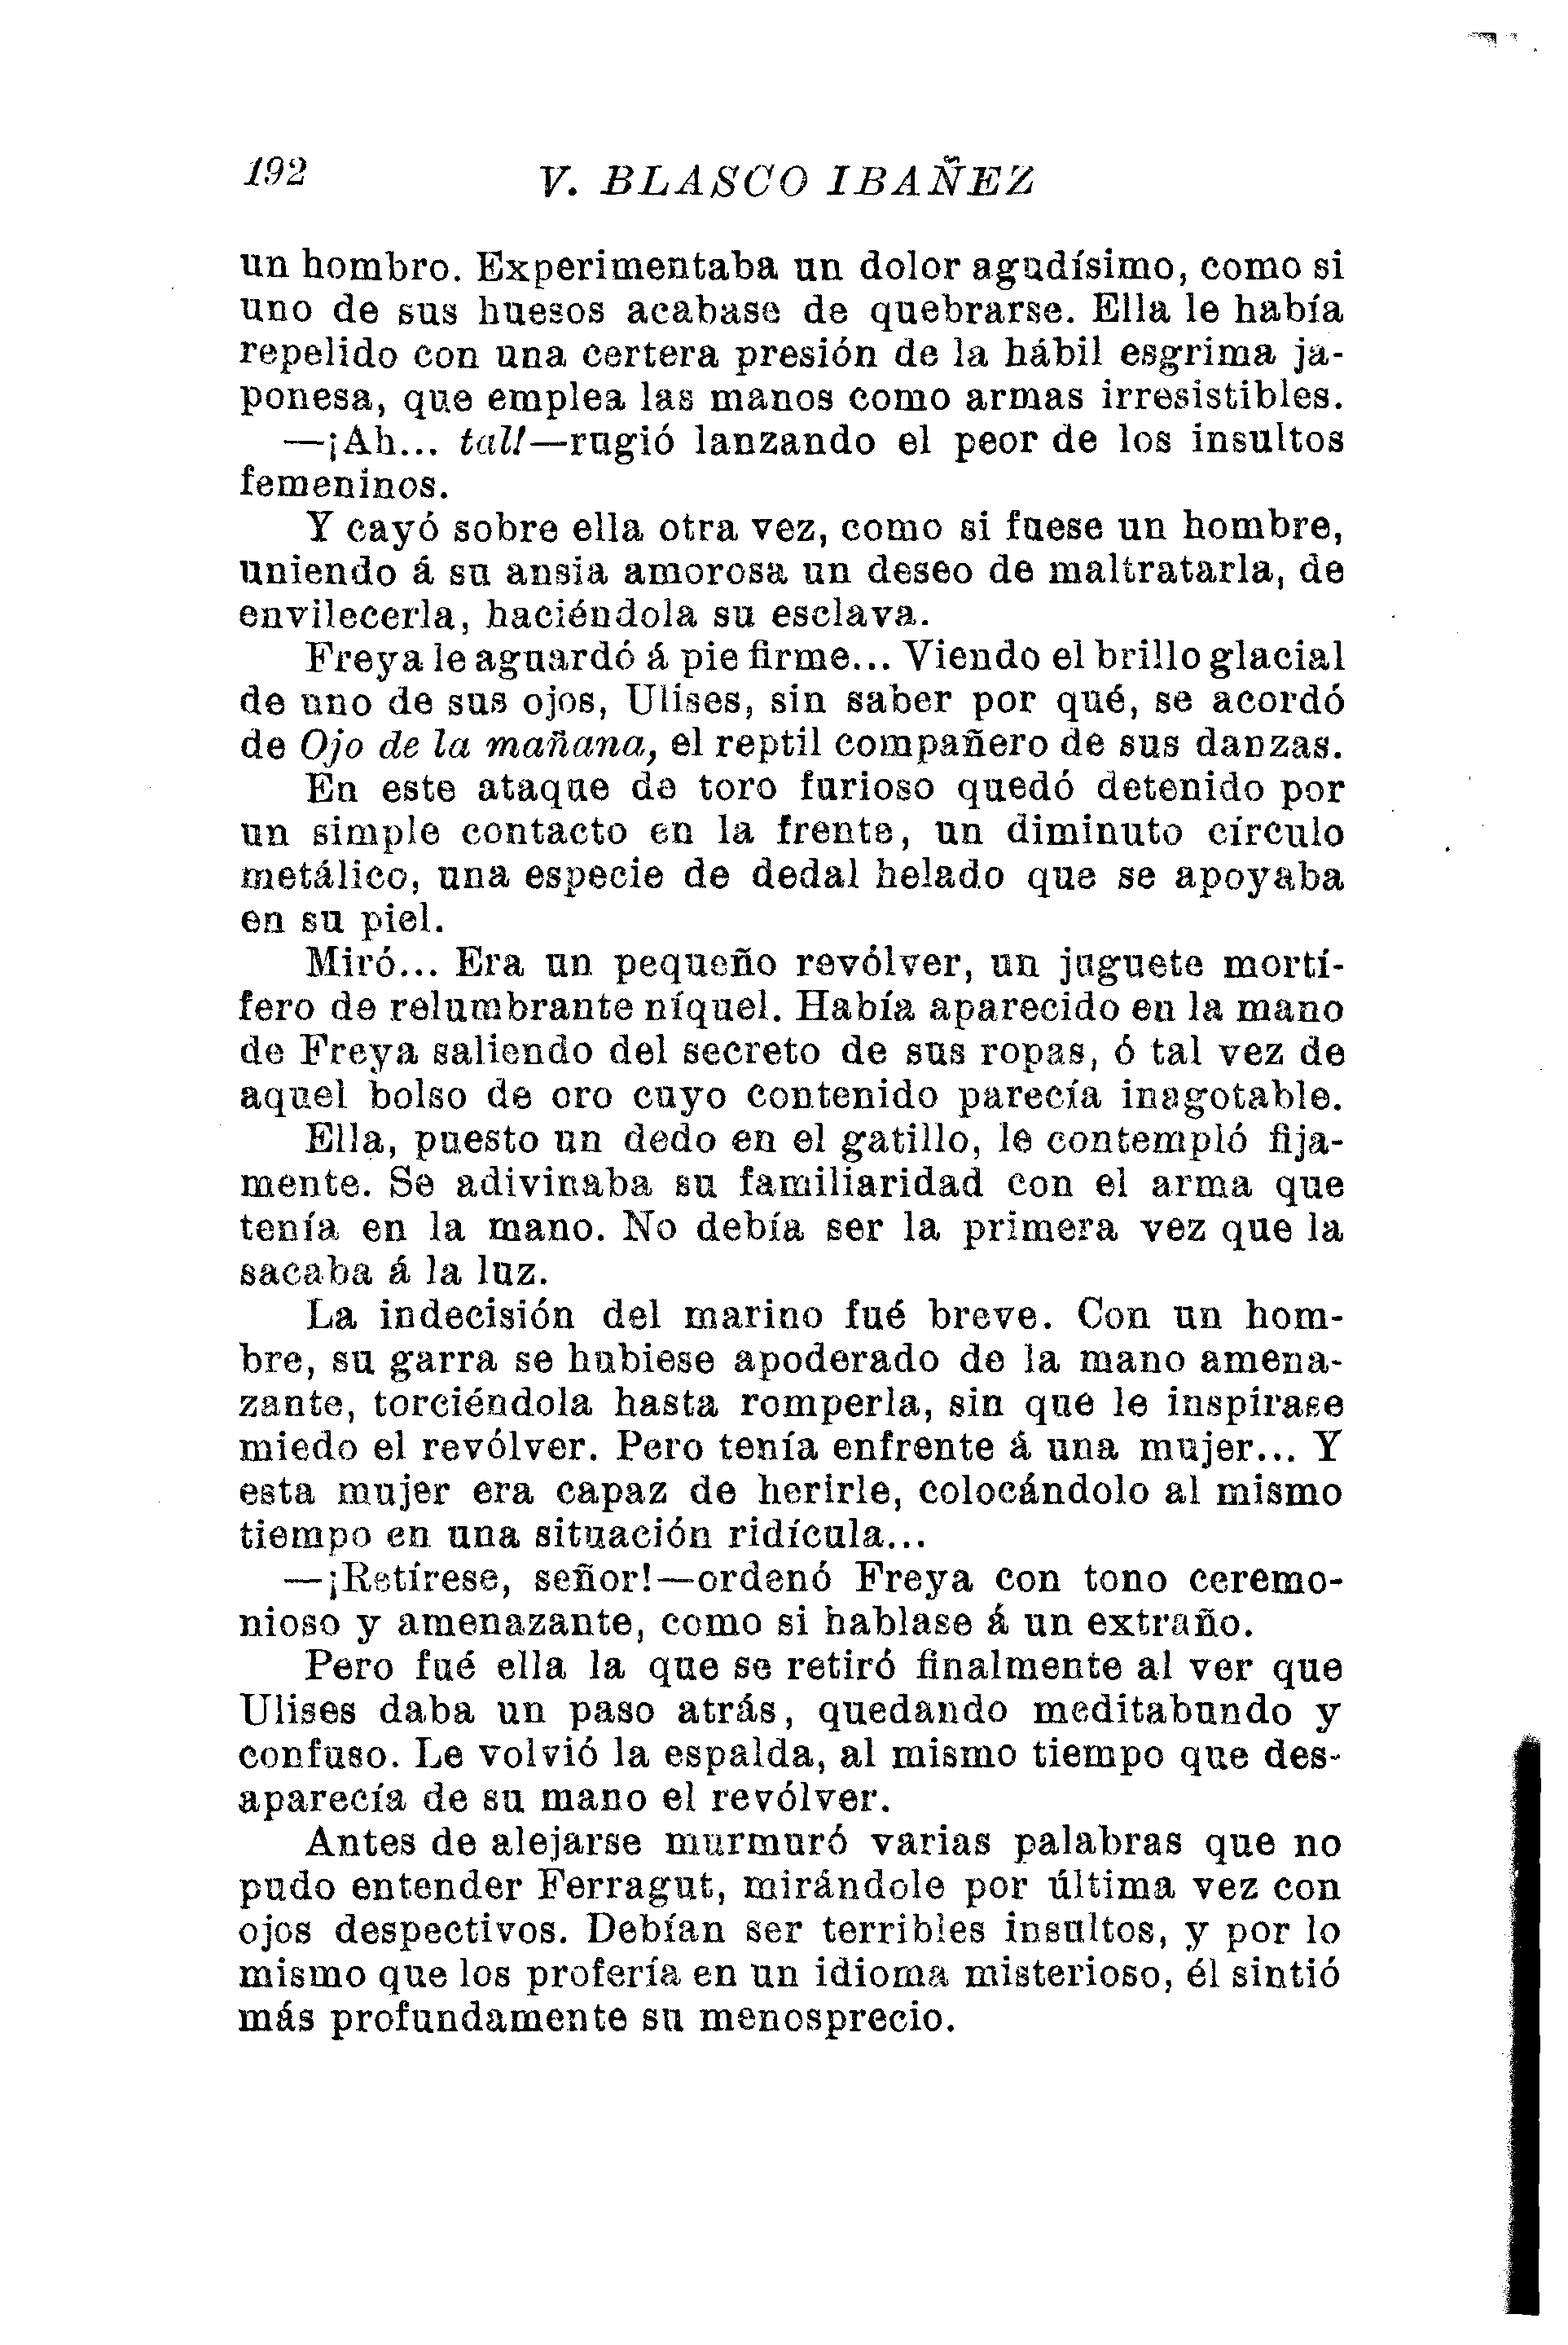 192
V. BLASCO IBAÑEZ
un hombro. Experimentaba un dolor agudísimo, como si
uno de sus huesos acabase de quebrarse. Ella le había
repelido con una certera presión de la hábil esgrima ja-
ponesa, que emplea las manos como armas irresistibles.
—¡Ah... tal!—rugió lanzando el peor de los insultos
femeninos.
Y cayó sobre ella otra vez, como si fuese un hombre,
uniendo á su ansia amorosa un deseo de maltratarla, de
envilecerla, haciéndola su esclava.
Freya le aguardó á pie firme... Viendo el brillo glacial
de uno de sus ojos, Ulises, sin saber por qué, se acordó
de Ojo de la mañana, el reptil compañero de sus danzas.
En este ataque de toro furioso quedó detenido por
un simple contacto en la frente, un diminuto círculo
metálico, una especie de dedal helado que se apoyaba
en su piel.
Miró... Era un pequeño revólver, un juguete mortí-
fero de relumbrante níquel. Había aparecido en la mano
de Freya saliendo del secreto de sus ropas, ó tal vez de
aquel bolso de oro cuyo contenido parecía inagotable.
Ella, puesto un dedo en el gatillo, le contempló fija-
mente. Se adivinaba su familiaridad con el arma que
tenía en la mano. No debía ser la primera vez que la
sacaba á la luz.
La indecisión del marino fué breve. Con un hom-
bre, su garra se hubiese apoderado de la mano amena-
zante, torciéndola hasta romperla, sin que le inspirase
miedo el revólver. Pero tenía enfrente á una mujer... Y
esta mujer era capaz de herirle, colocándolo al mismo
tiempo en una situación ridícula...
—¡Retírese, señor!—ordenó Freya con tono ceremo-
nioso y amenazante, como si hablase á un extraño.
Pero fué ella la que se retiró finalmente al ver que
Ulises daba un paso atrás, quedando meditabundo y
confuso. Le volvió la espalda, al mismo tiempo que des-
aparecía de su mano el revólver.
Antes de alejarse murmuró varias palabras que no
pudo entender Ferragut, mirándole por última vez con
ojos despectivos. Debían ser terribles insultos, y por lo
mismo que los profería en un idioma misterioso, él sintió
más profundamente su menosprecio.